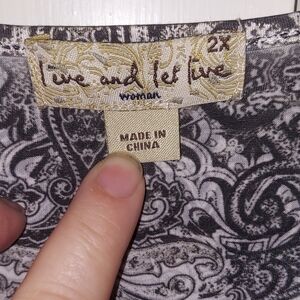 2X
Live and let live
woman
MADE IN
CHINA